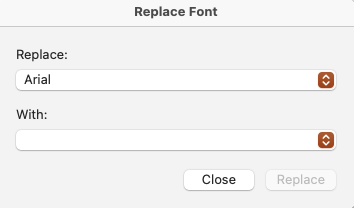 Replace Font
Replace:
Arial
With:
Close Replace